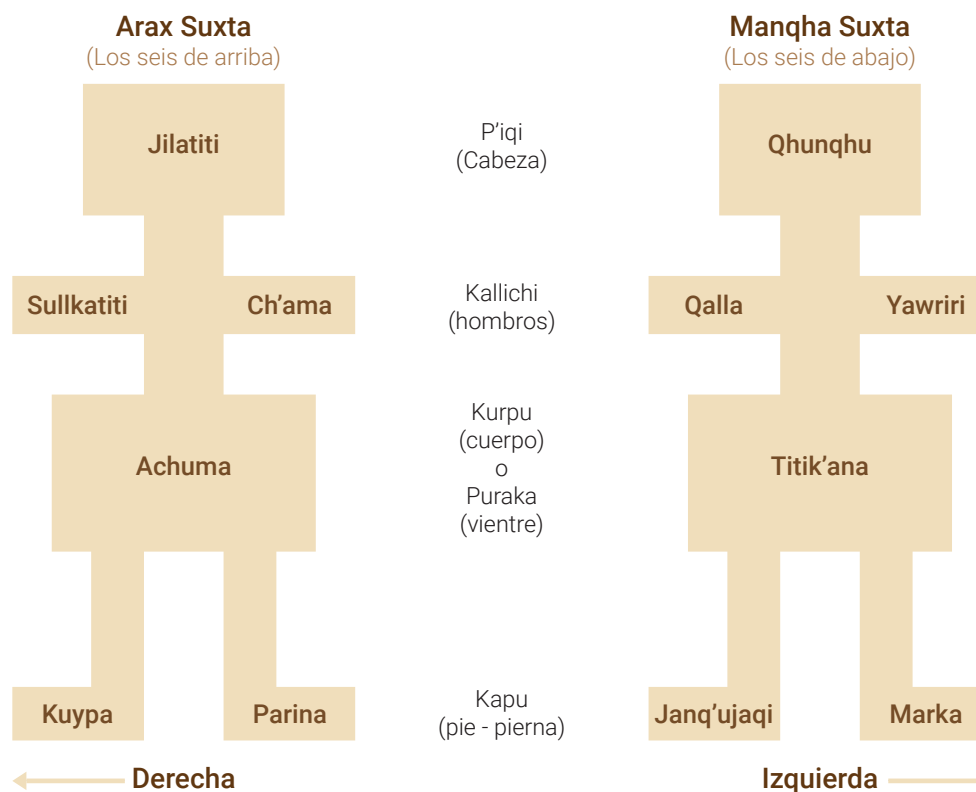 Arax Suxta
(Los seis de arriba)
Manqha Suxta
(Los seis de abajo)
Jilatiti
P'iqi
(Cabeza)
Qhunqhu
Sullkatiti
Ch'ama
Kallichi
(hombros)
Qalla
Yawriri
Achuma
Kurpu
(cuerpo)
o
Puraka
(vientre)
Titik'ana
Kuypa
Parina
Kapu
(pie - pierna)
Janq'ujaqi
Marka
Derecha
Izquierda